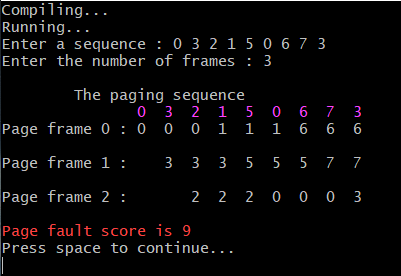 Compiling...
Running...
Enter a sequence : 0 3 2 1 5 0 6 7 3
Enter the number of frames : 3
The paging sequence
0 3 2 1 5 0 6 7 3
Page frame 0 : 0 0 0 1 1 1 6 6 6
Page frame 1 : 3 3 3 5 5 5 7 7
Page frame 2 : 2 2 2 0 0 0 3
Page fault score is 9
Press space to continue...